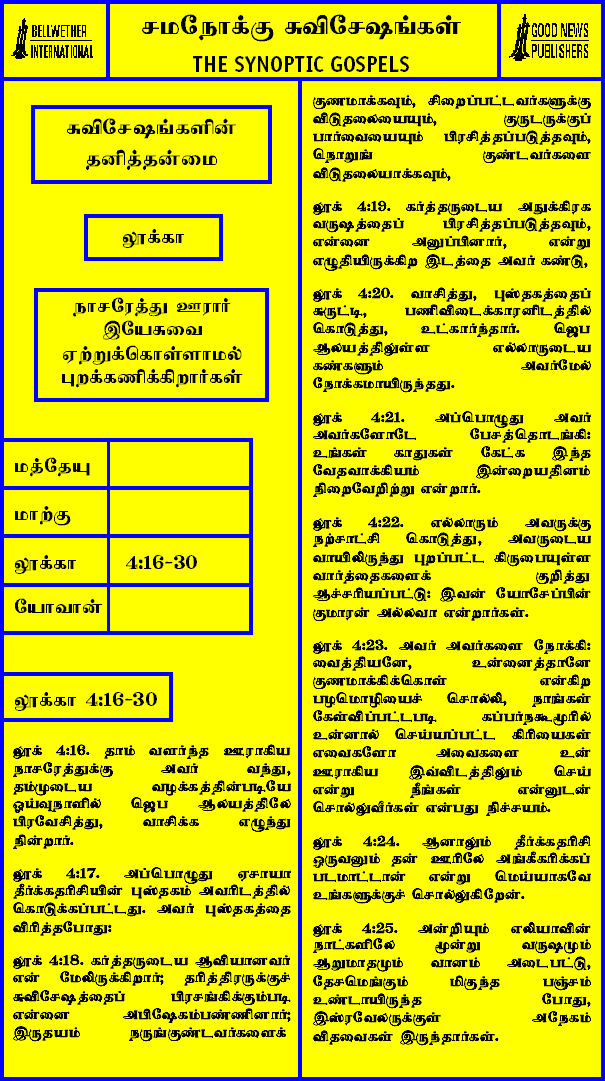 BELLWETHER
INTERNATIONAL
சமநோக்கு சுவிசேஷங்கள்
THE SYNOPTIC GOSPELS
GOOD NEWS
PUBLISHERS
சுவிசேஷங்களின்
தனித்தன்மை
லூக்கா
நாசரேத்து ஊரார்
இயேசுவை
ஏற்றுக்கொள்ளாமல்
புறக்கணிக்கிறார்கள்
மத்தேயு
மாற்கு
லூக்கா 4:16-30
யோவான்
லூக்கா 4:16-30
லூக் 4:16. தாம் வளர்ந்த ஊராகிய
நாசரேத்துக்கு அவர் வந்து,
தம்முடைய வழக்கத்தின்படியே
ஓய்வுநாளில் ஜெப ஆலயத்திலே
பிரவேசித்து, வாசிக்க எழுந்து
நின்றார்.
லூக் 4:17. அப்பொழுது ஏசாயா
தீர்க்கதரிசியின் புஸ்தகம் அவரிடத்தில்
கொடுக்கப்பட்டது. அவர் புஸ்தகத்தை
விரித்தபோது:
லூக் 4:18. கர்த்தருடைய ஆவியானவர்
என் மேலிருக்கிறார்; தரித்திரருக்குச்
சுவிசேஷத்தைப் பிரசங்கிக்கும்படி
என்னை அபிஷேகம்பண்ணினார்;
இருதயம் நருங்குண்டவர்களைக்
குணமாக்கவும், சிறைப்பட்டவர்களுக்கு
விடுதலையையும், குருடருக்குப்
பார்வையையும் பிரசித்தப்படுத்தவும்,
நொறுங் குண்டவர்களை
விடுதலையாக்கவும்,
லூக் 4:19. கர்த்தருடைய அநுக்கிரக
வருஷத்தைப் பிரசித்தப்படுத்தவும்,
என்னை அனுப்பினார், என்று
எழுதியிருக்கிற இடத்தை அவர் கண்டு,
லூக் 4:20. வாசித்து, புஸ்தகத்தைப்
சுருட்டி, பணிவிடைக்காரனிடத்தில்
கொடுத்து, உட்கார்ந்தார். ஜெப
ஆலயத்திலுள்ள எல்லாருடைய
கண்களும் அவர்மேல்
நோக்கமாயிருந்தது.
லூக் 4:21. அப்பொழுது அவர்
அவர்களோடே பேசத்தொடங்கி:
உங்கள் காதுகள் கேட்க இந்த
வேதவாக்கியம் இன்றையதினம்
நிறைவேறிற்று என்றார்.
லூக் 4:22. எல்லாரும் அவருக்கு
நற்சாட்சி கொடுத்து, அவருடைய
வாயிலிருந்து புறப்பட்ட கிருபையுள்ள
வார்த்தைகளைக் குறித்து
ஆச்சரியப்பட்டு: இவன் யோசேப்பின்
குமாரன் அல்லவா என்றார்கள்.
லூக் 4:23. அவர் அவர்களை நோக்கி:
வைத்தியனே, உன்னைத்தானே
குணமாக்கிக்கொள் என்கிற
பழமொழியைச் சொல்லி, நாங்கள்
கேள்விப்பட்டபடி கப்பர்நகூமூரில்
உன்னால் செய்யப்பட்ட கிரியைகள்
எவைகளோ அவைகளை உன்
ஊராகிய இவ்விடத்திலும் செய்
என்று நீங்கள் என்னுடன்
சொல்லுவீர்கள் என்பது நிச்சயம்.
லூக் 4:24. ஆனாலும் தீர்க்கதரிசி
ஒருவனும் தன் ஊரிலே அங்கீகரிக்கப்
படமாட்டான் என்று மெய்யாகவே
உங்களுக்குச் சொல்லுகிறேன்.
லூக் 4:25. அன்றியும் எலியாவின்
நாட்களிலே மூன்று வருஷமும்
ஆறுமாதமும் வானம் அடைபட்டு,
தேசமெங்கும் மிகுந்த பஞ்சம்
உண்டாயிருந்த போது,
இஸ்ரவேலருக்குள் அநேகம்
விதவைகள் இருந்தார்கள்.